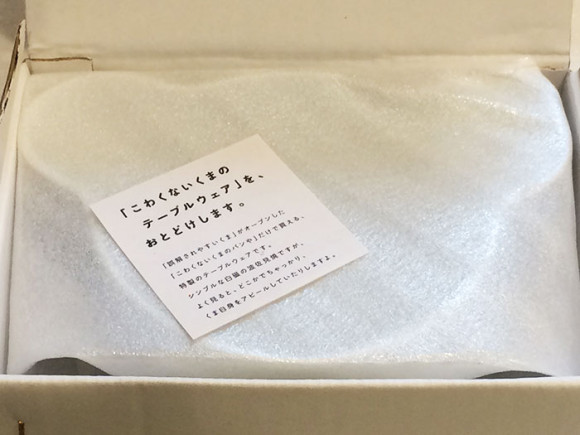 「こわくないくまの
テーブルウェア」を、
おとどけします。
「誤解されやすいくま」がオープンした
「こわくないくまのパンや」だけで買える、
特製のテーブルウェアです。
シンプルな白磁の波佐見焼ですが、
よく見ると、どこかでちゃっかり、
くま自身をアピールしていたりしますよ。